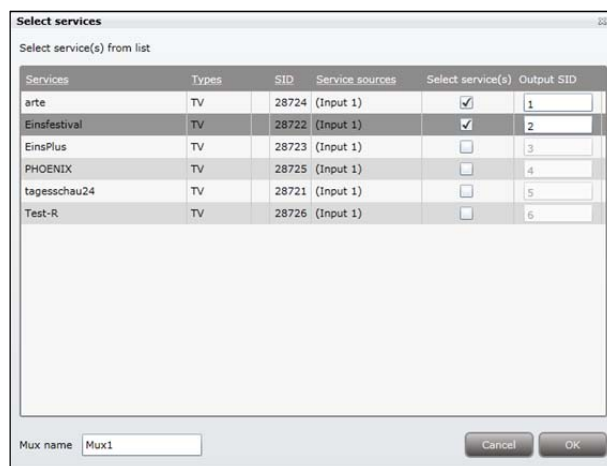 Select services
Select service(s) from list
Services Types SID Service sources Select service(s) Output SID
arte TV 28724 (Input 1) 1
Einsfestival TV 28722 (Input 1) 2
EinsPlus TV 28723 (Input 1) 3
PHOENIX TV 28725 (Input 1) 4
tagesschau24 TV 28721 (Input 1) 5
Test-R TV 28726 (Input 1) 6
Mux name Mux1 Cancel OK